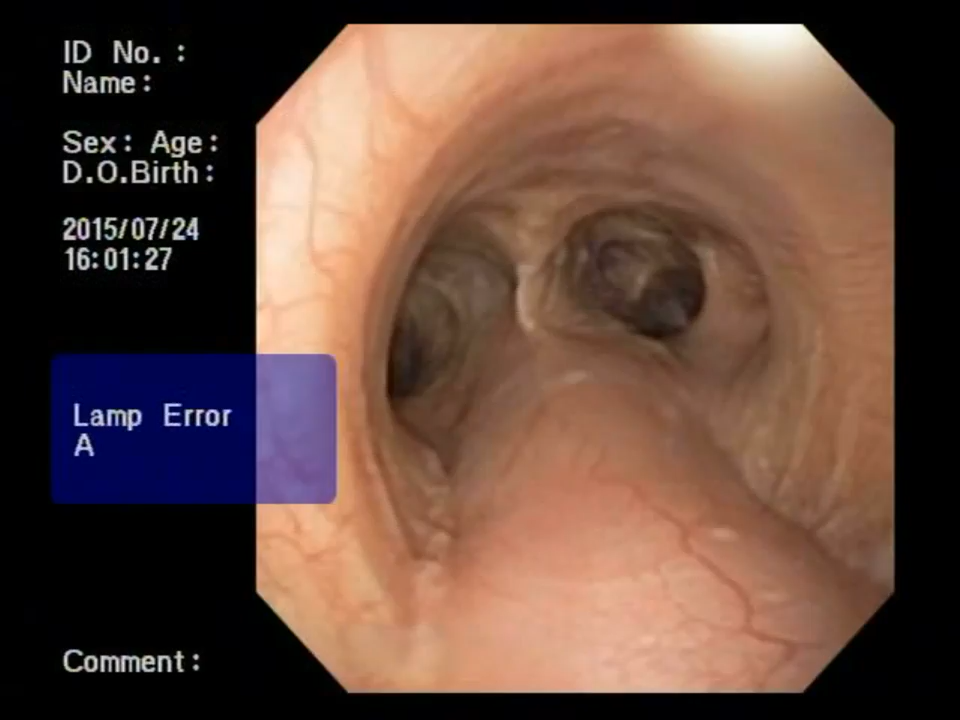 ID No. :
Name:
Sex: Age:
D.O.Birth:
2015/07/24
16:01:27
Lamp Error
A
Comment: